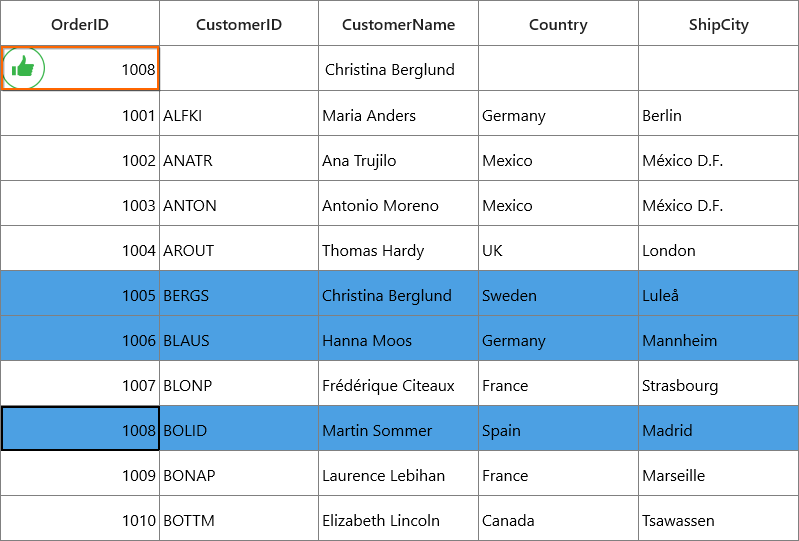 OrderID CustomerID CustomerName Country ShipCity
1008 Christina Berglund
1001 ALFKI Maria Anders Germany Berlin
1002 ANATR Ana Trujilo Mexico México D.F.
1003 ANTON Antonio Moreno Mexico México D.F.
1004 AROUT Thomas Hardy UK London
1005 BERGS Christina Berglund Sweden Luleå
1006 BLAUS Hanna Moos Germany Mannheim
1007 BLONP Frédérique Citeaux France Strasbourg
1008 BOLID Martin Sommer Spain Madrid
1009 BONAP Laurence Lebihan France Marseille
1010 BOTTM Elizabeth Lincoln Canada Tsawassen